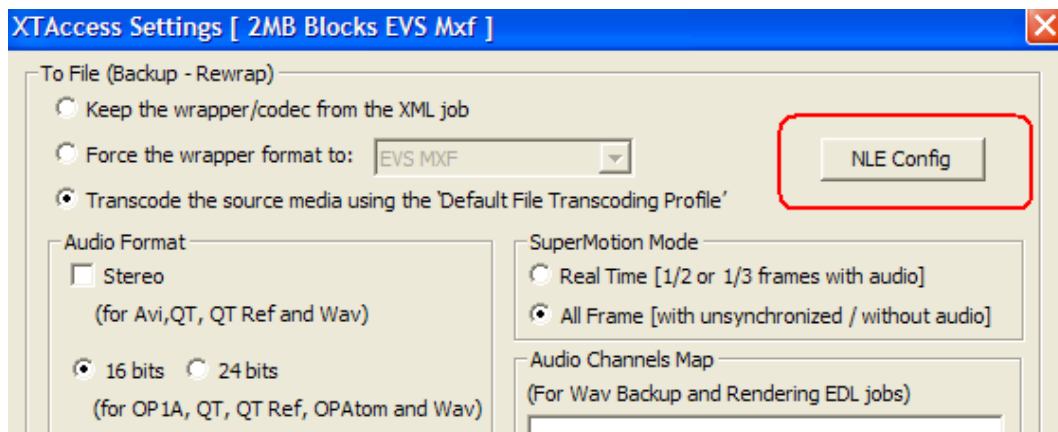 XTAccess Settings [ 2MB Blocks EVS Mxf ]
To File (Backup - Rewrap)
Keep the wrapper/codec from the XML job
Force the wrapper format to: EVS MXF
NLE Config
Transcode the source media using the 'Default File Transcoding Profile'
Audio Format
Stereo
(for Avi,QT, QT Ref and Wav)
16 bits 24 bits
(for OP1A, QT, QT Ref, OPAtom and Wav)
SuperMotion Mode
Real Time [1/2 or 1/3 frames with audio]
All Frame [with unsynchronized / without audio]
Audio Channels Map
(For Wav Backup and Rendering EDL jobs)